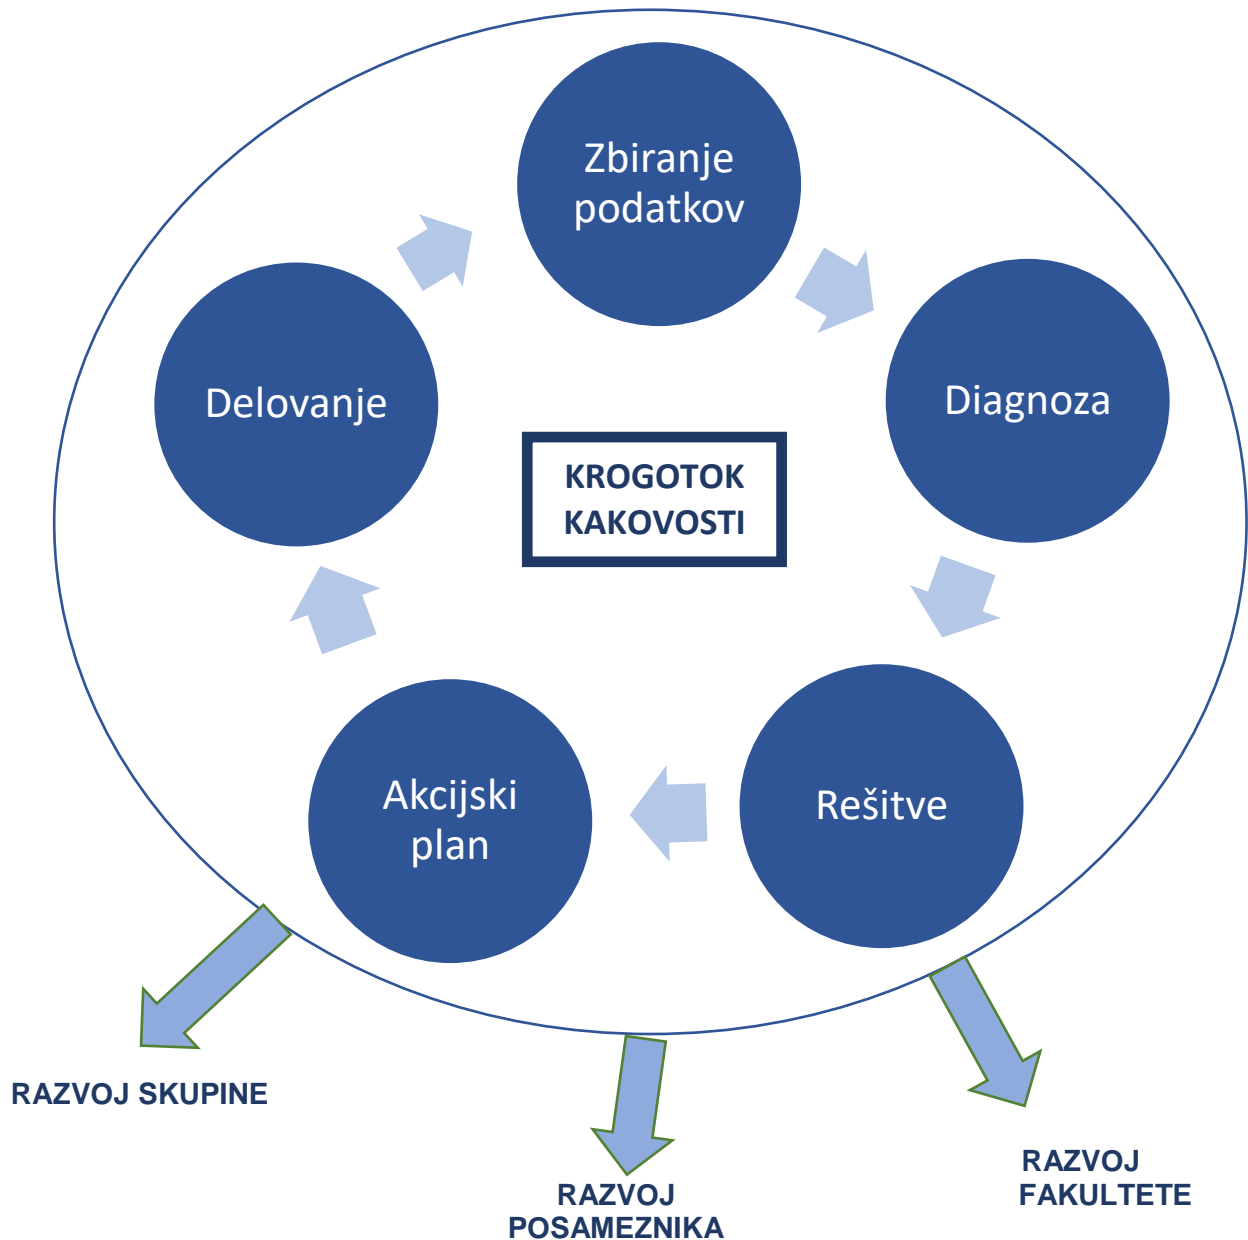 Zbiranje
podatkov
Delovanje
Diagnoza
KROGOTOK
KAKOVOSTI
Akcijski
plan
Rešitve
RAZVOJ SKUPINE
RAZVOJ
POSAMEZNIKA
RAZVOJ
FAKULTETE